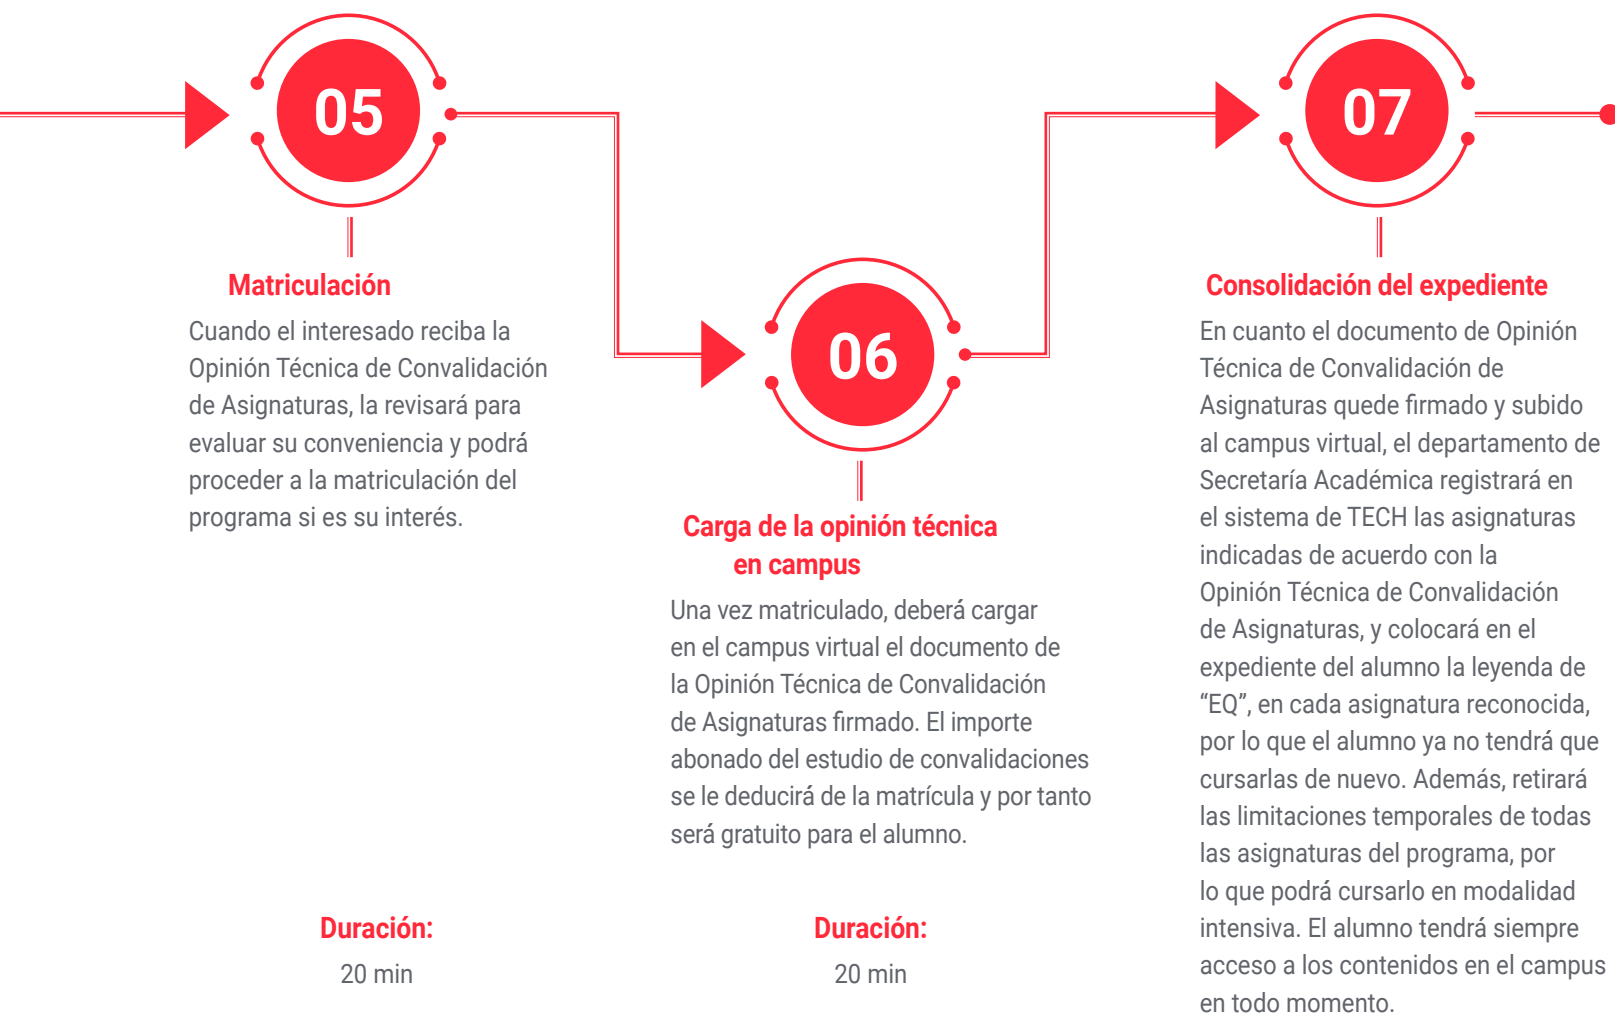 05
Matriculación
Cuando el interesado reciba la
Opinión Técnica de Convalidación
de Asignaturas, la revisará para
evaluar su conveniencia y podrá
proceder a la matriculación del
programa si es su interés.
Duración:
20 min
06
Carga de la opinión técnica
en campus
Una vez matriculado, deberá cargar
en el campus virtual el documento de
la Opinión Técnica de Convalidación
de Asignaturas firmado. El importe
abonado del estudio de convalidaciones
se le deducirá de la matrícula y por tanto
será gratuito para el alumno.
Duración:
20 min
07
Consolidación del expediente
En cuanto el documento de Opinión
Técnica de Convalidación de
Asignaturas quede firmado y subido
al campus virtual, el departamento de
Secretaría Académica registrará en
el sistema de TECH las asignaturas
indicadas de acuerdo con la
Opinión Técnica de Convalidación
de Asignaturas, y colocará en el
expediente del alumno la leyenda de
“EQ”, en cada asignatura reconocida,
por lo que el alumno ya no tendrá que
cursarlas de nuevo. Además, retirará
las limitaciones temporales de todas
las asignaturas del programa, por
lo que podrá cursarlo en modalidad
intensiva. El alumno tendrá siempre
acceso a los contenidos en el campus
en todo momento.